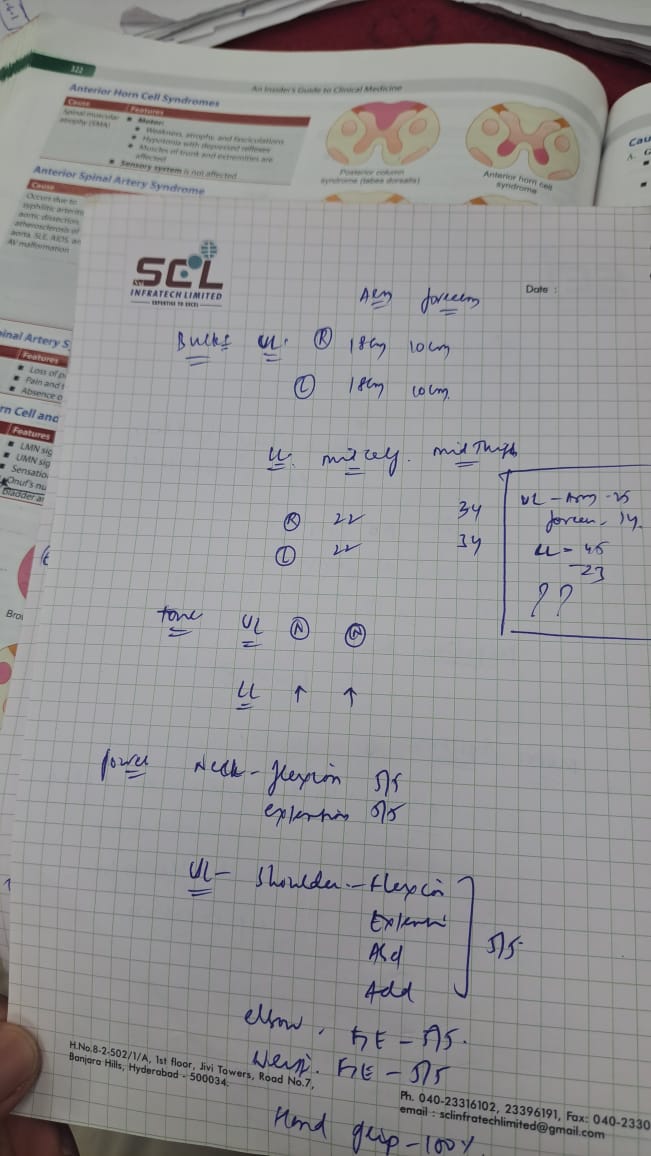 322
An Insider's Guide to Clinical Medicine
Anterior Horn Cell Syndromes
Cause Features
Spinal muscular atrophy (SMA)
■ Motor:
■ Weakness, atrophy, and fasciculations
■ Hypotonia with depressed reflexes
■ Muscles of trunk and extremities are affected
■ Sensory system is not affected
Posterior column
syndrome (tabes dorsalis)
Anterior horn cell
syndrome
Anterior Spinal Artery Syndrome
Cause
Occurs due to
syphilitic arteritis
aortic dissection,
atherosclerosis of
aorta, SLE, AIDS, an
AV malformation
Cau
A. G
inal Artery S
Features
■ Loss of p
■ Pain and t
■ Absence o
rn Cell and
Features
■ LMN sig
■ UMN sig
■ Sensatio
■ Onuf's nu
bladder a
Bro
SCL
INFRATECH LIMITED
EXPERTISE TO EXCEL
Date :
Arm forearm
Bulk UL. R 18cm 10cm
L 18cm 10cm
LL. mid calf. mid Thigh
R 22 34
L 22 34
UL - Arm - 25
forearm - 14.
LL = 45
23
??
tone UL N N
LL ↑ ↑
power Neck - flexion 5/5
extention 5/5
UL - Shoulder - Flexion
Extensi
Abd
Add
5/5
elbow. F, E - 5/5.
Wrist. F, E - 5/5
Hand grip - 100%
H.No.8-2-502/1/A, 1st floor, Jivi Towers, Road No.7,
Banjara Hills, Hyderabad - 500034.
Ph. 040-23316102, 23396191, Fax: 040-2330
email : sclinfratechlimited@gmail.com